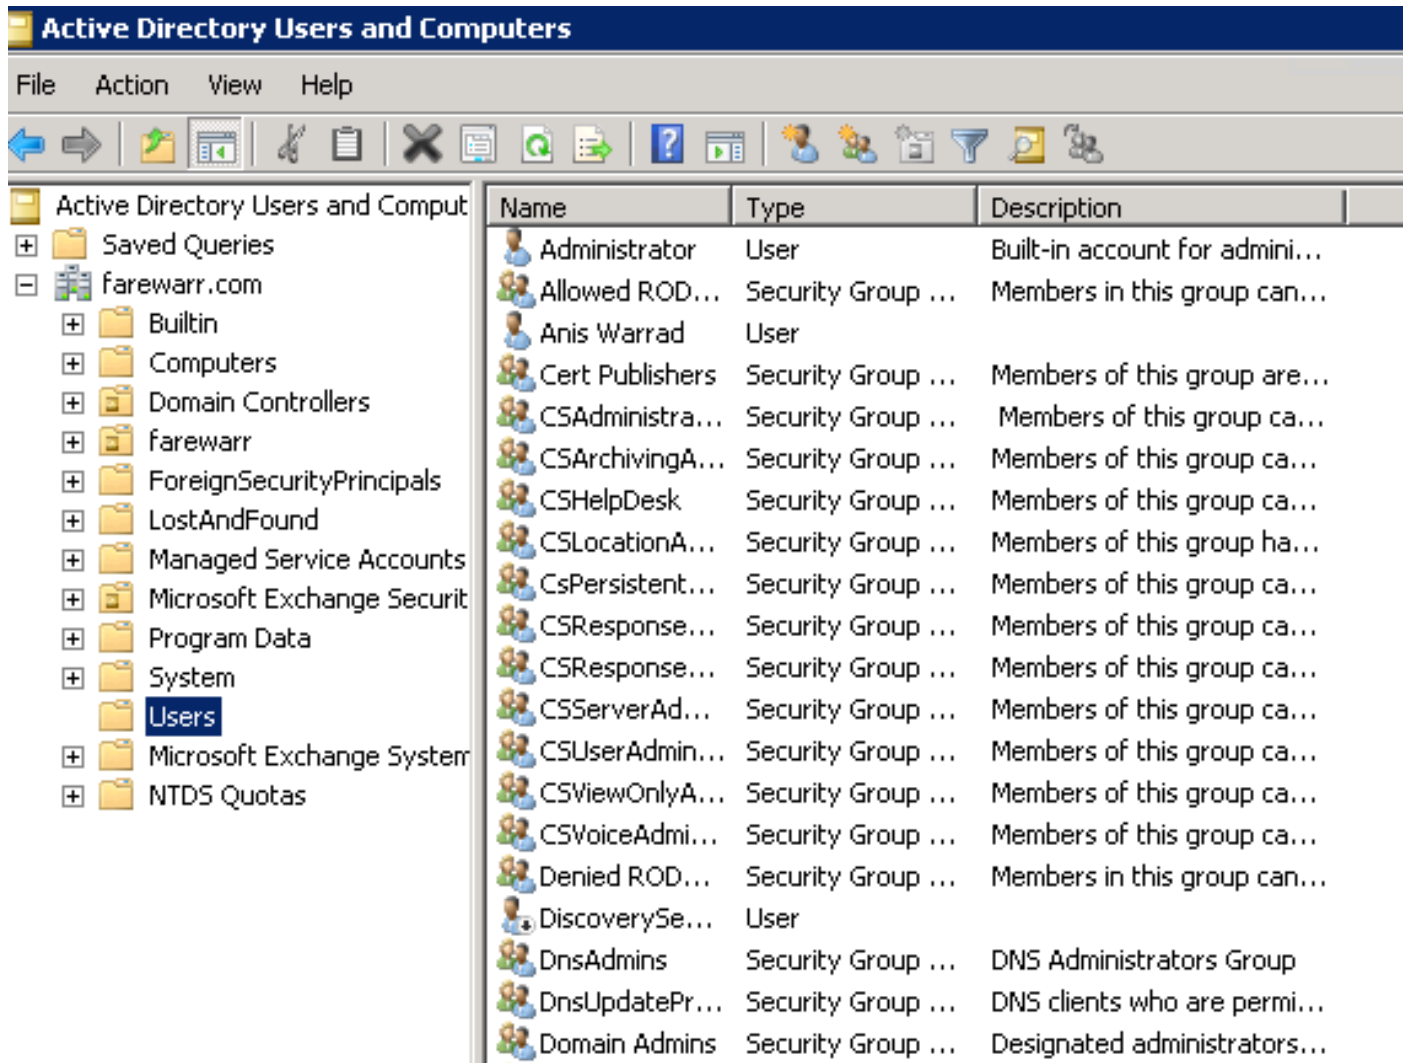 Active Directory Users and Computers
File Action View Help
Active Directory Users and Comput
Saved Queries
farewarr.com
Builtin
Computers
Domain Controllers
farewarr
ForeignSecurityPrincipals
LostAndFound
Managed Service Accounts
Microsoft Exchange Securit
Program Data
System
Users
Microsoft Exchange System
NTDS Quotas
Name Type Description
Administrator User Built-in account for admini...
Allowed ROD... Security Group ... Members in this group can...
Anis Warrad User
Cert Publishers Security Group ... Members of this group are...
CSAdministra... Security Group ... Members of this group ca...
CSArchivingA... Security Group ... Members of this group ca...
CSHelpDesk Security Group ... Members of this group ca...
CSLocationA... Security Group ... Members of this group ha...
CsPersistent... Security Group ... Members of this group ca...
CSResponse... Security Group ... Members of this group ca...
CSResponse... Security Group ... Members of this group ca...
CSServerAd... Security Group ... Members of this group ca...
CSUserAdmin... Security Group ... Members of this group ca...
CSViewOnlyA... Security Group ... Members of this group ca...
CSVoiceAdmi... Security Group ... Members of this group ca...
Denied ROD... Security Group ... Members in this group can...
DiscoverySe... User
DnsAdmins Security Group ... DNS Administrators Group
DnsUpdatePr... Security Group ... DNS clients who are permi...
Domain Admins Security Group ... Designated administrators...